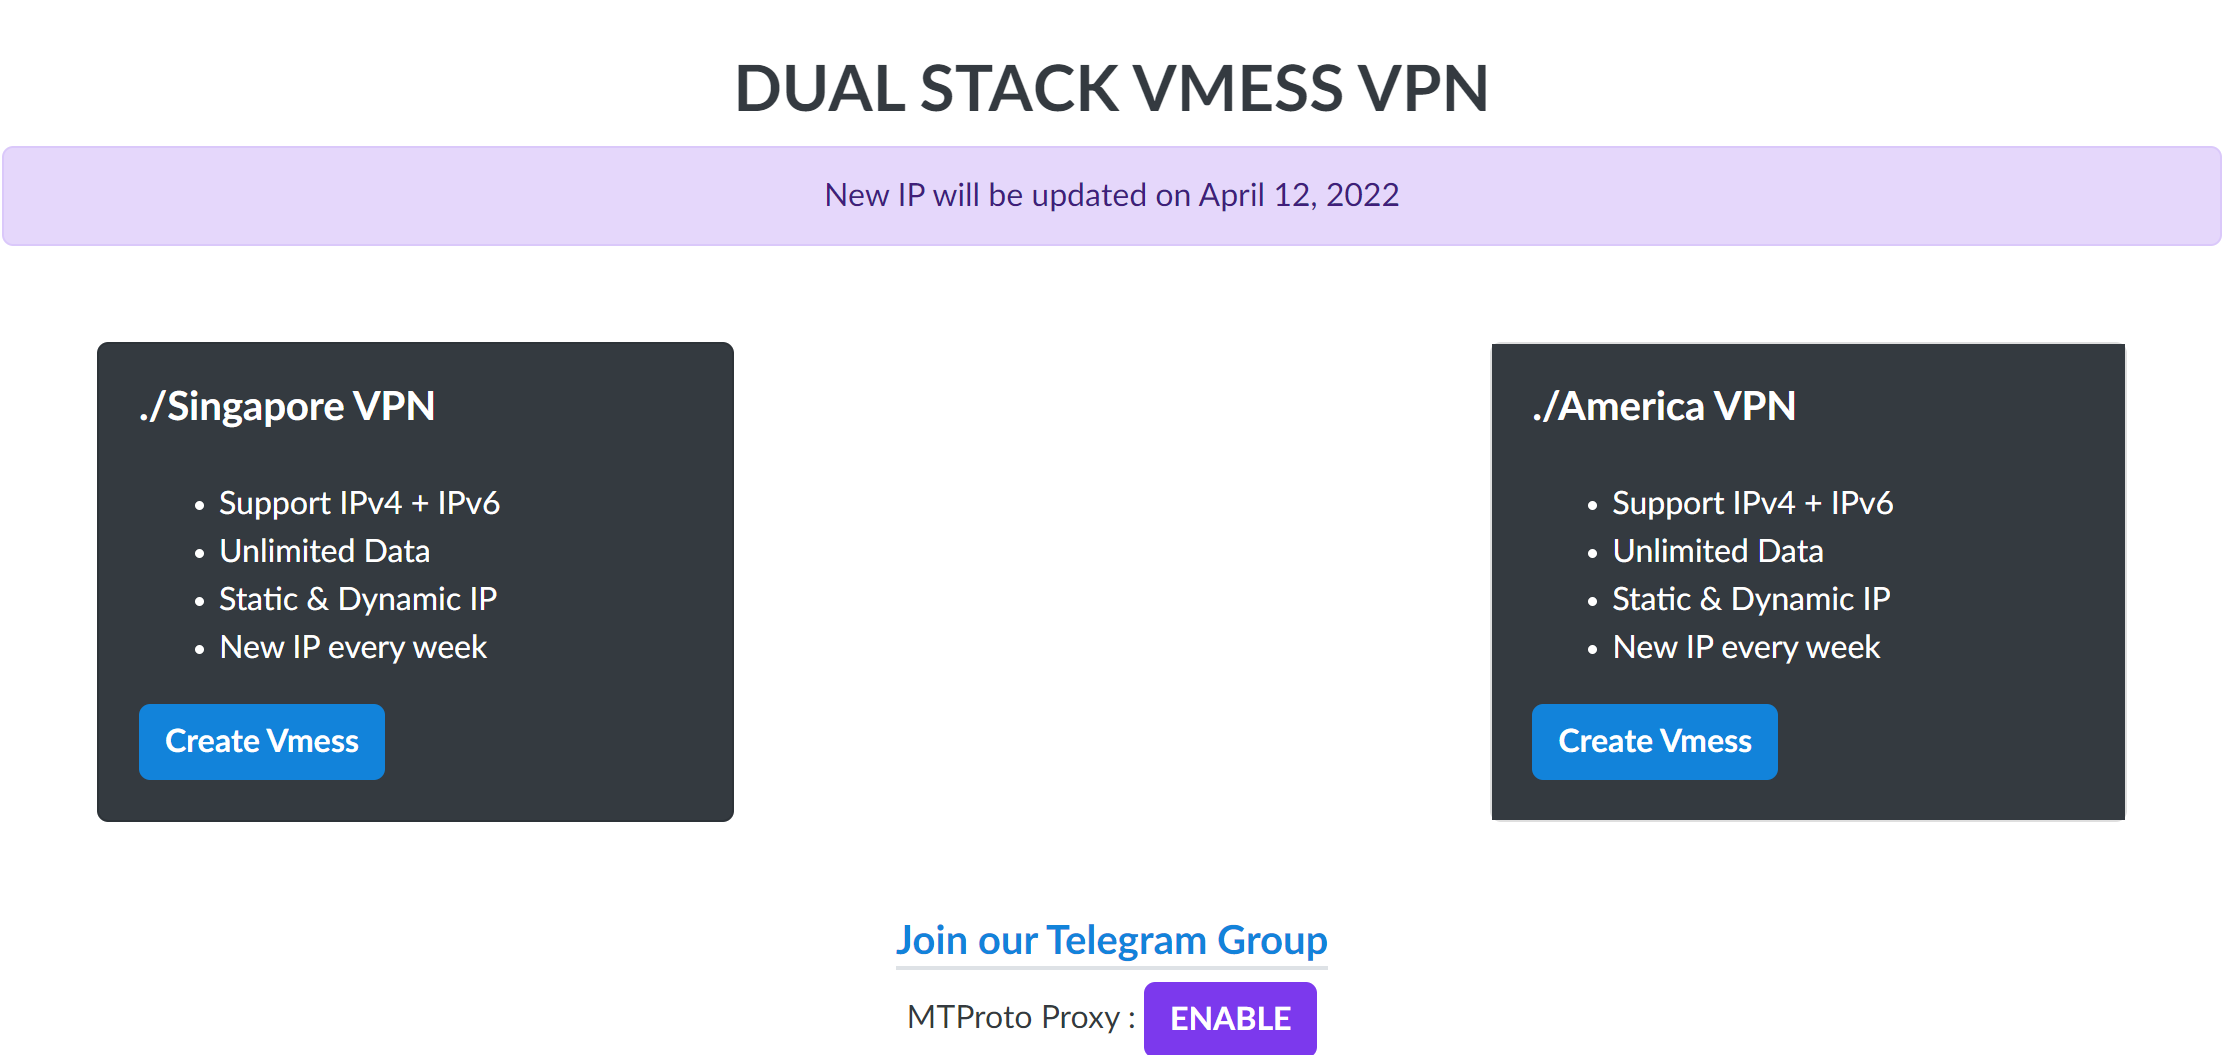 DUAL STACK VMESS VPN
New IP will be updated on April 12, 2022
./Singapore VPN
• Support IPv4 + IPv6
• Unlimited Data
• Static & Dynamic IP
• New IP every week
Create Vmess
./America VPN
• Support IPv4 + IPv6
• Unlimited Data
• Static & Dynamic IP
• New IP every week
Create Vmess
Join our Telegram Group
MTProto Proxy : ENABLE